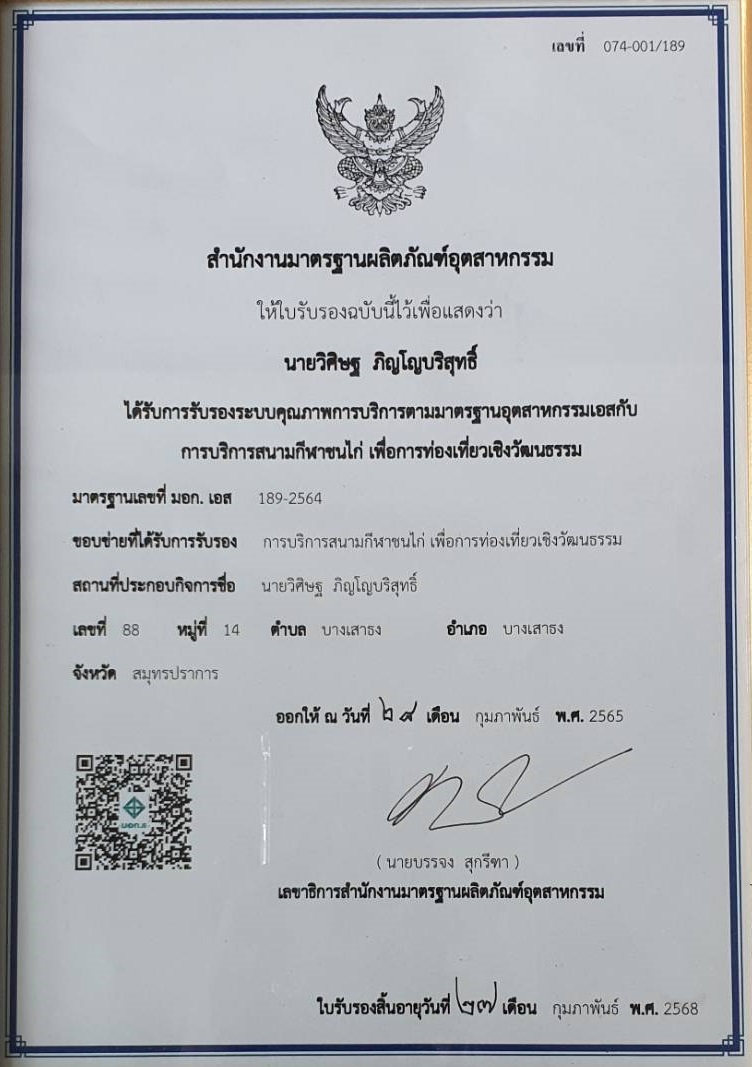 เลขที่ 074-001/189
สำนักงานมาตรฐานผลิตภัณฑ์อุตสาหกรรม
ให้ใบรับรองฉบับนี้ไว้เพื่อแสดงว่า
นายวิศิษฐ ภิญโญบริสุทธิ์
ได้รับการรับรองระบบคุณภาพการบริการตามมาตรฐานอุตสาหกรรมเอสกับ
การบริการสนามกีฬาชนไก่ เพื่อการท่องเที่ยวเชิงวัฒนธรรม
มาตรฐานเลขที่ มอก. เอส 189-2564
ขอบข่ายที่ได้รับการรับรอง การบริการสนามกีฬาชนไก่ เพื่อการท่องเที่ยวเชิงวัฒนธรรม
สถานที่ประกอบกิจการชื่อ นายวิศิษฐ ภิญโญบริสุทธิ์
เลขที่ 88 หมู่ที่ 14 ตำบล บางเสาธง อำเภอ บางเสาธง
จังหวัด สมุทรปราการ
ออกให้ ณ วันที่ ๒๘ เดือน กุมภาพันธ์ พ.ศ. 2565
มอก.S
( นายบรรจง สุกรีฑา )
เลขาธิการสำนักงานมาตรฐานผลิตภัณฑ์อุตสาหกรรม
ใบรับรองสิ้นอายุวันที่ ๒๗ เดือน กุมภาพันธ์ พ.ศ. 2568